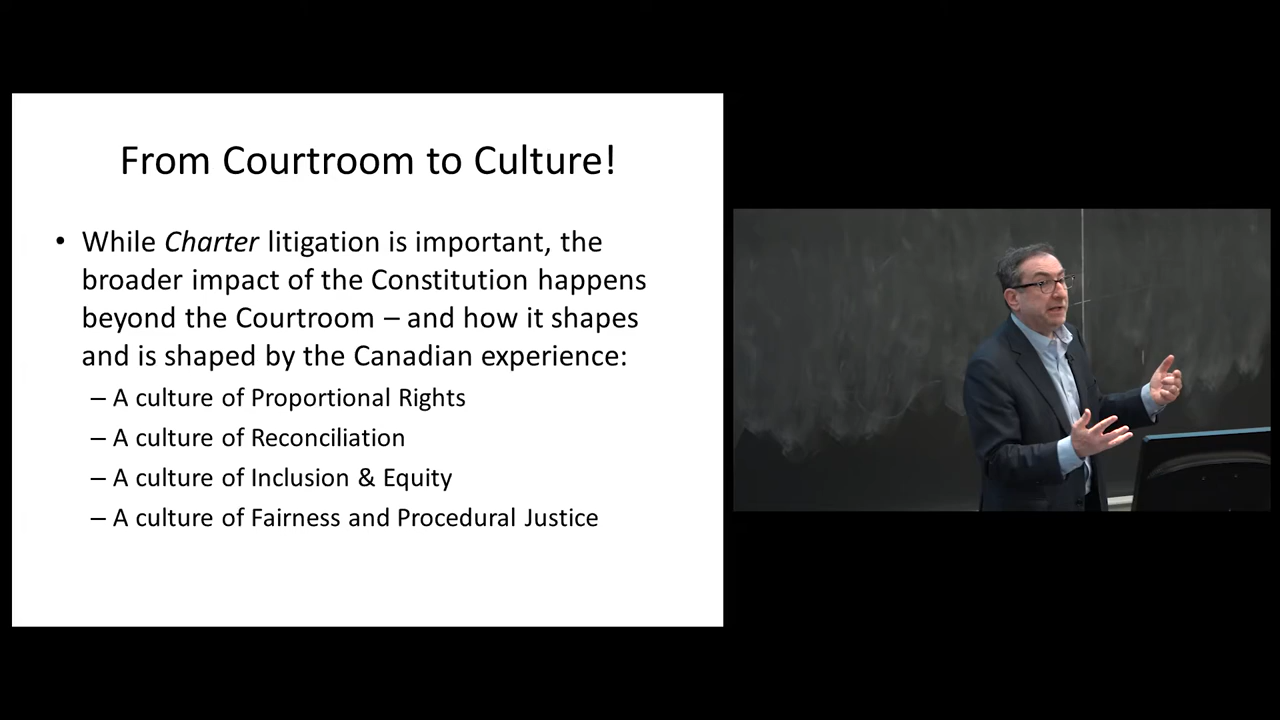 From Courtroom to Culture!
• While Charter litigation is important, the
broader impact of the Constitution happens
beyond the Courtroom – and how it shapes
and is shaped by the Canadian experience:
– A culture of Proportional Rights
– A culture of Reconciliation
– A culture of Inclusion & Equity
– A culture of Fairness and Procedural Justice